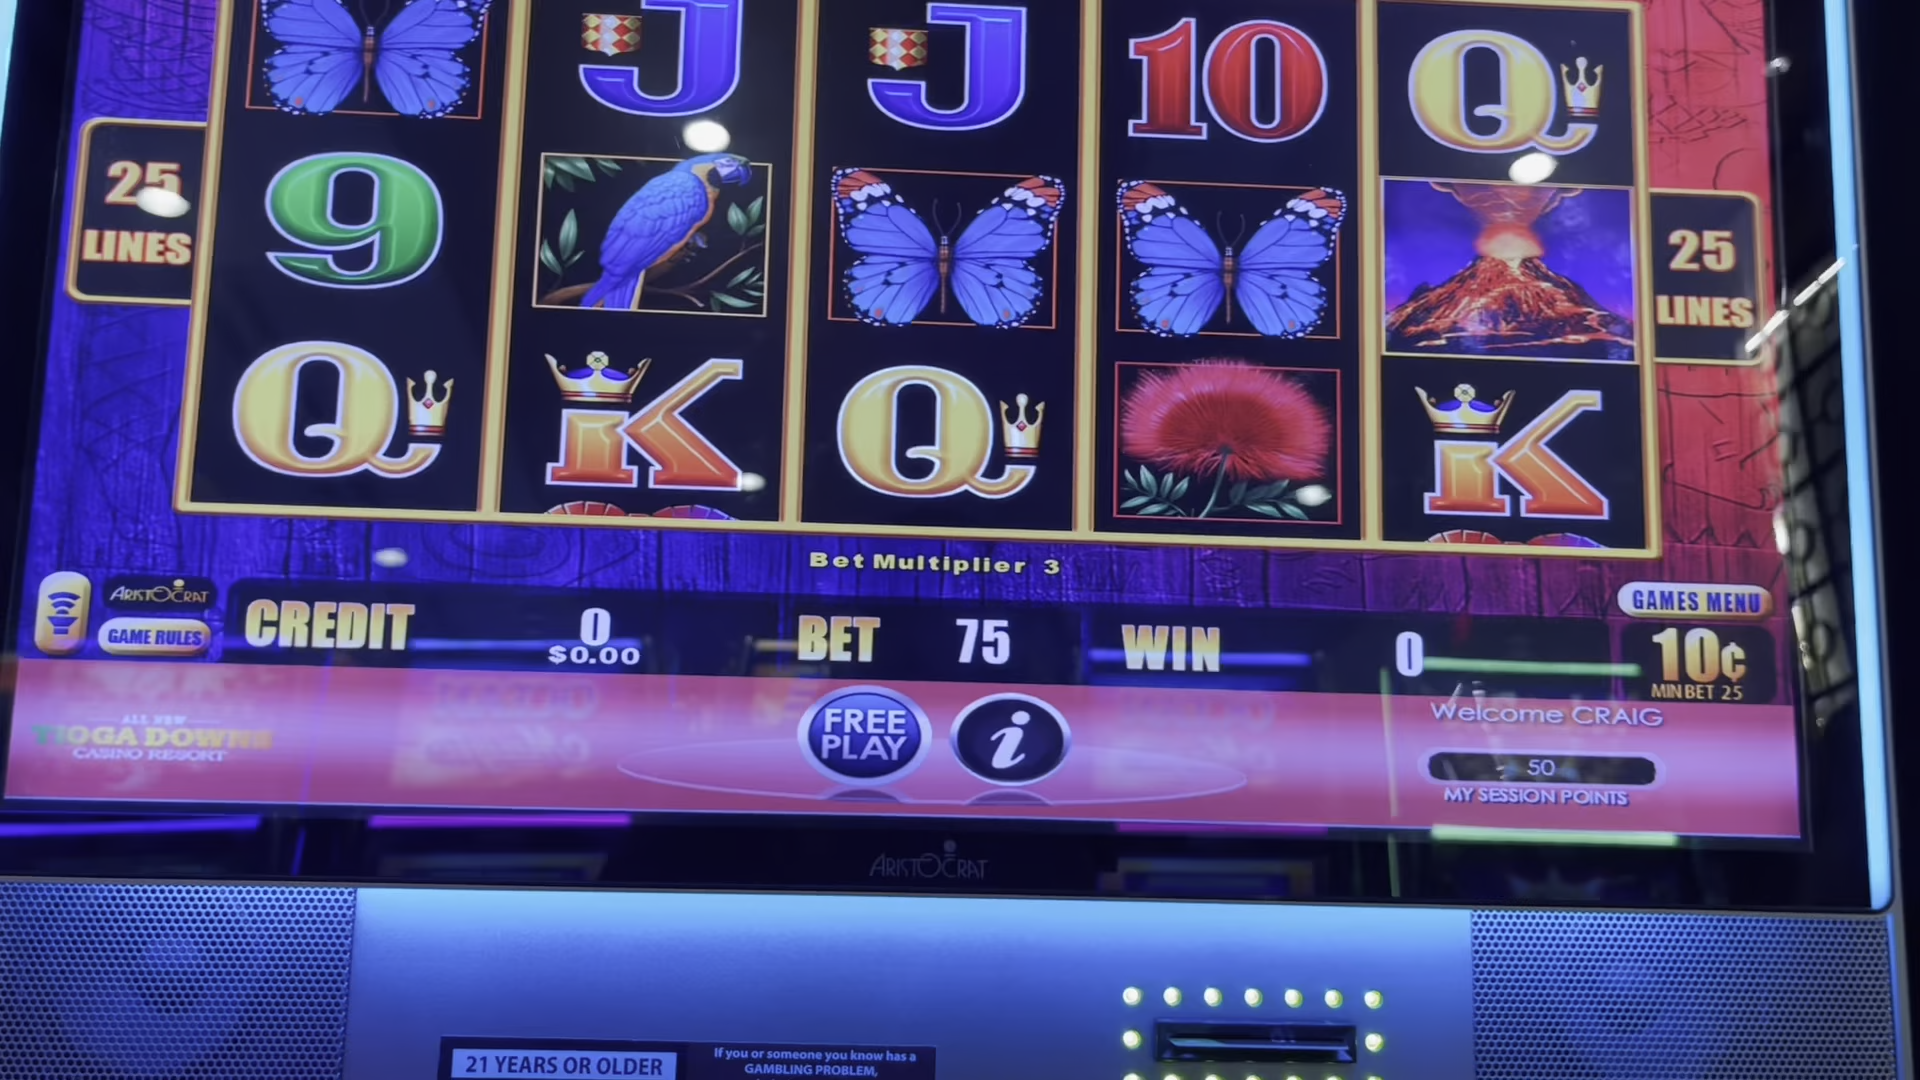 J
J
10
Q
25
LINES
9
25
LINES
Q
K
Q
K
Bet Multiplier 3
ARISTOCRAT
GAME RULES
CREDIT
0
$0.00
BET 75
WIN 0
GAMES MENU
10¢
MIN BET 25
ALL NEW
TIOGA DOWNS
CASINO RESORT
FREE
PLAY
i
Welcome CRAIG
50
MY SESSION POINTS
ARISTOCRAT
21 YEARS OR OLDER
If you or someone you know has a
GAMBLING PROBLEM,